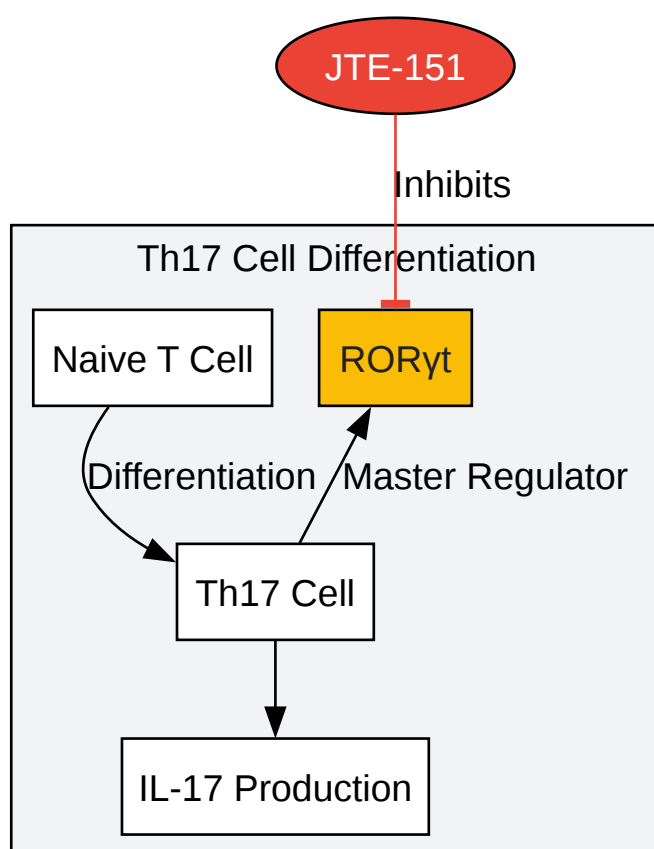 JTE-151
Inhibits
Th17 Cell Differentiation
Naive T Cell
RORγt
Differentiation
Master Regulator
Th17 Cell
IL-17 Production